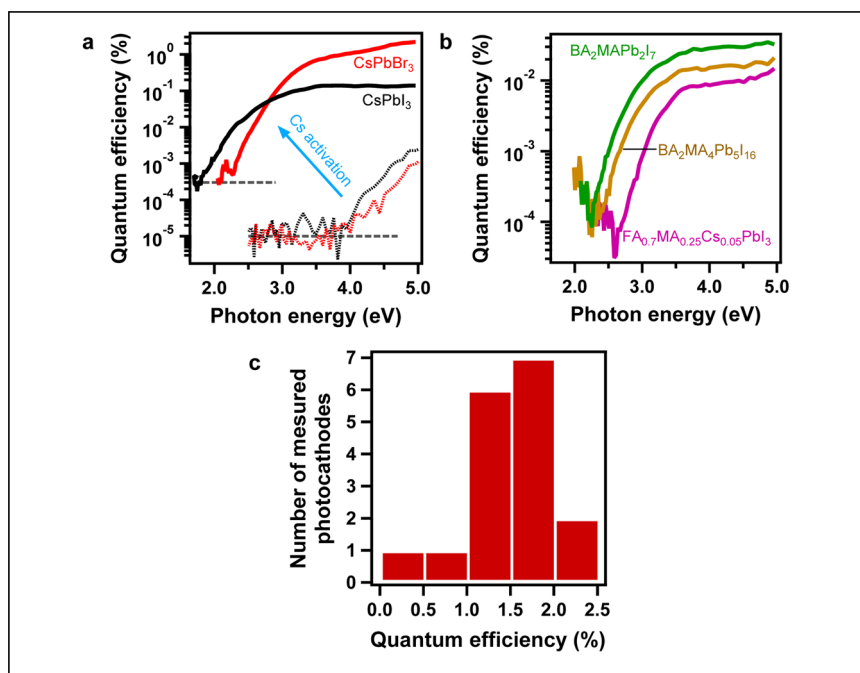 a
Quantum efficiency (%)
10⁰
10⁻¹
10⁻²
10⁻³
10⁻⁴
10⁻⁵
CsPbBr₃
CsPbI₃
Cs activation
2.0 3.0 4.0 5.0
Photon energy (eV)
b
Quantum efficiency (%)
10⁻²
10⁻³
10⁻⁴
BA₂MAPb₂I₇
BA₂MA₄Pb₅I₁₆
FA₀.₇MA₀.₂₅Cs₀.₀₅PbI₃
2.0 3.0 4.0 5.0
Photon energy (eV)
c
Number of mesured
photocathodes
7
6
5
4
3
2
1
0
0.0 0.5 1.0 1.5 2.0 2.5
Quantum efficiency (%)